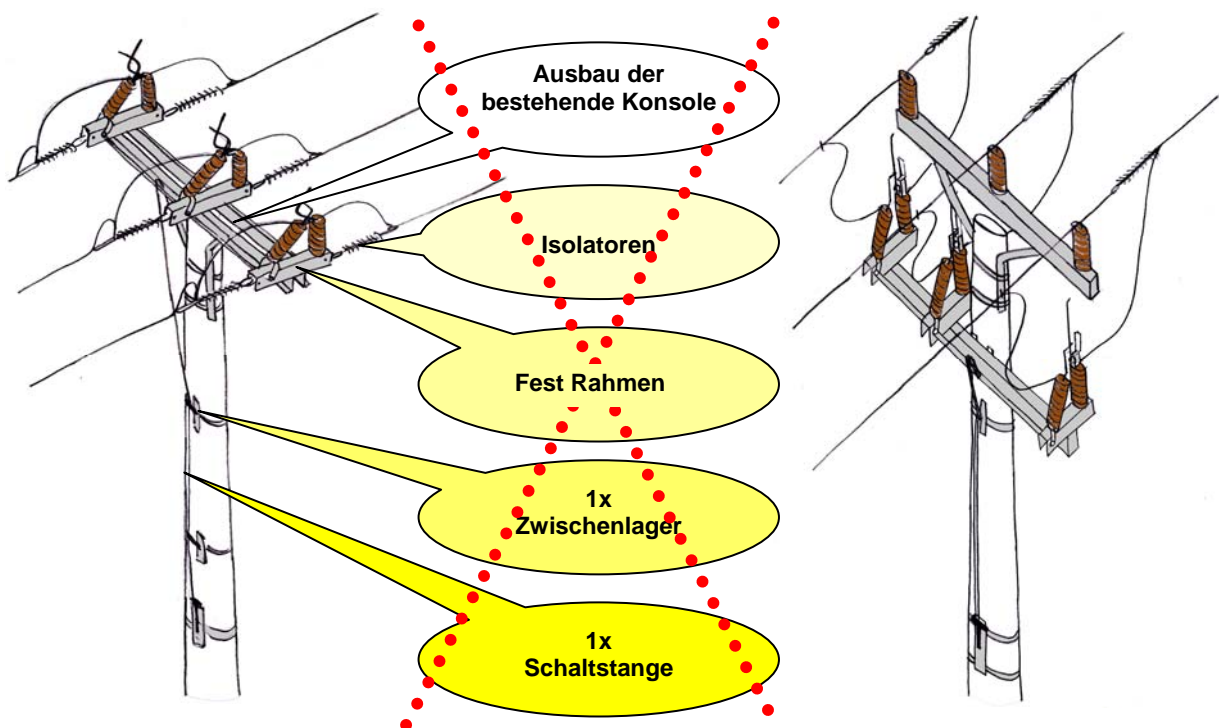 Ausbau der
bestehende Konsole
Isolatoren
Fest Rahmen
1x
Zwischenlager
1x
Schaltstange